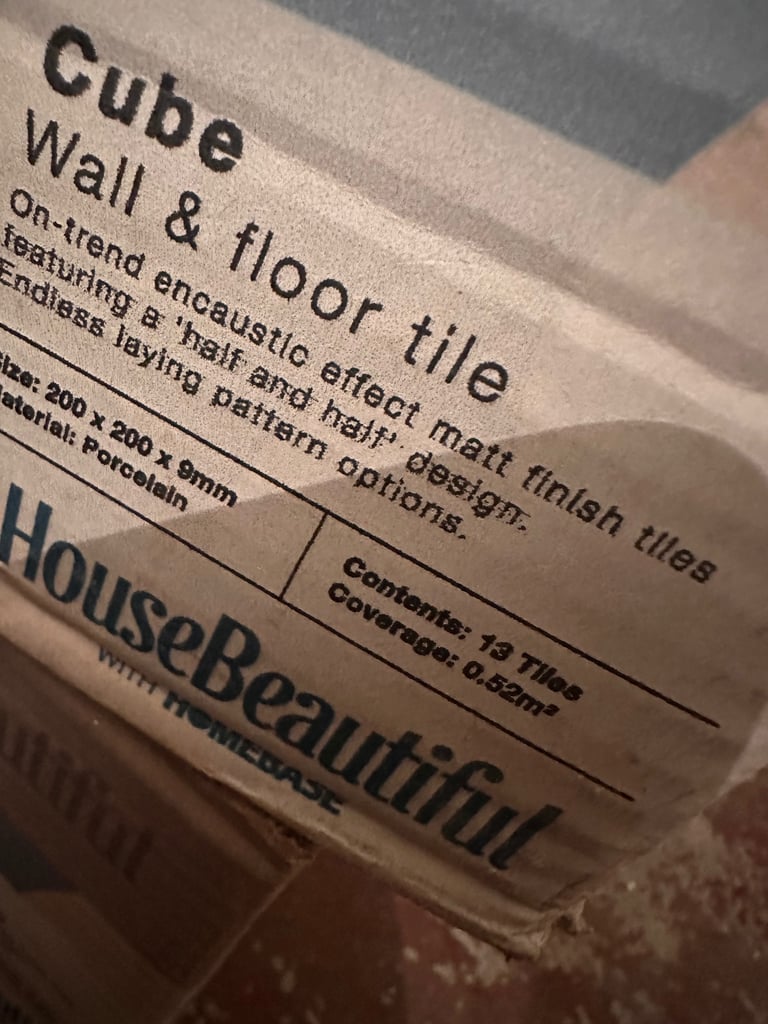 Cube
Wall & floor tile
On-trend encaustic effect matt finish tiles
featuring a 'half and half' design.
Endless laying pattern options.
Size: 200 x 200 x 9mm
Material: Porcelain
Contents: 13 Tiles
Coverage: 0.52m²
HouseBeautiful
WITH HOMEBASE
utiful